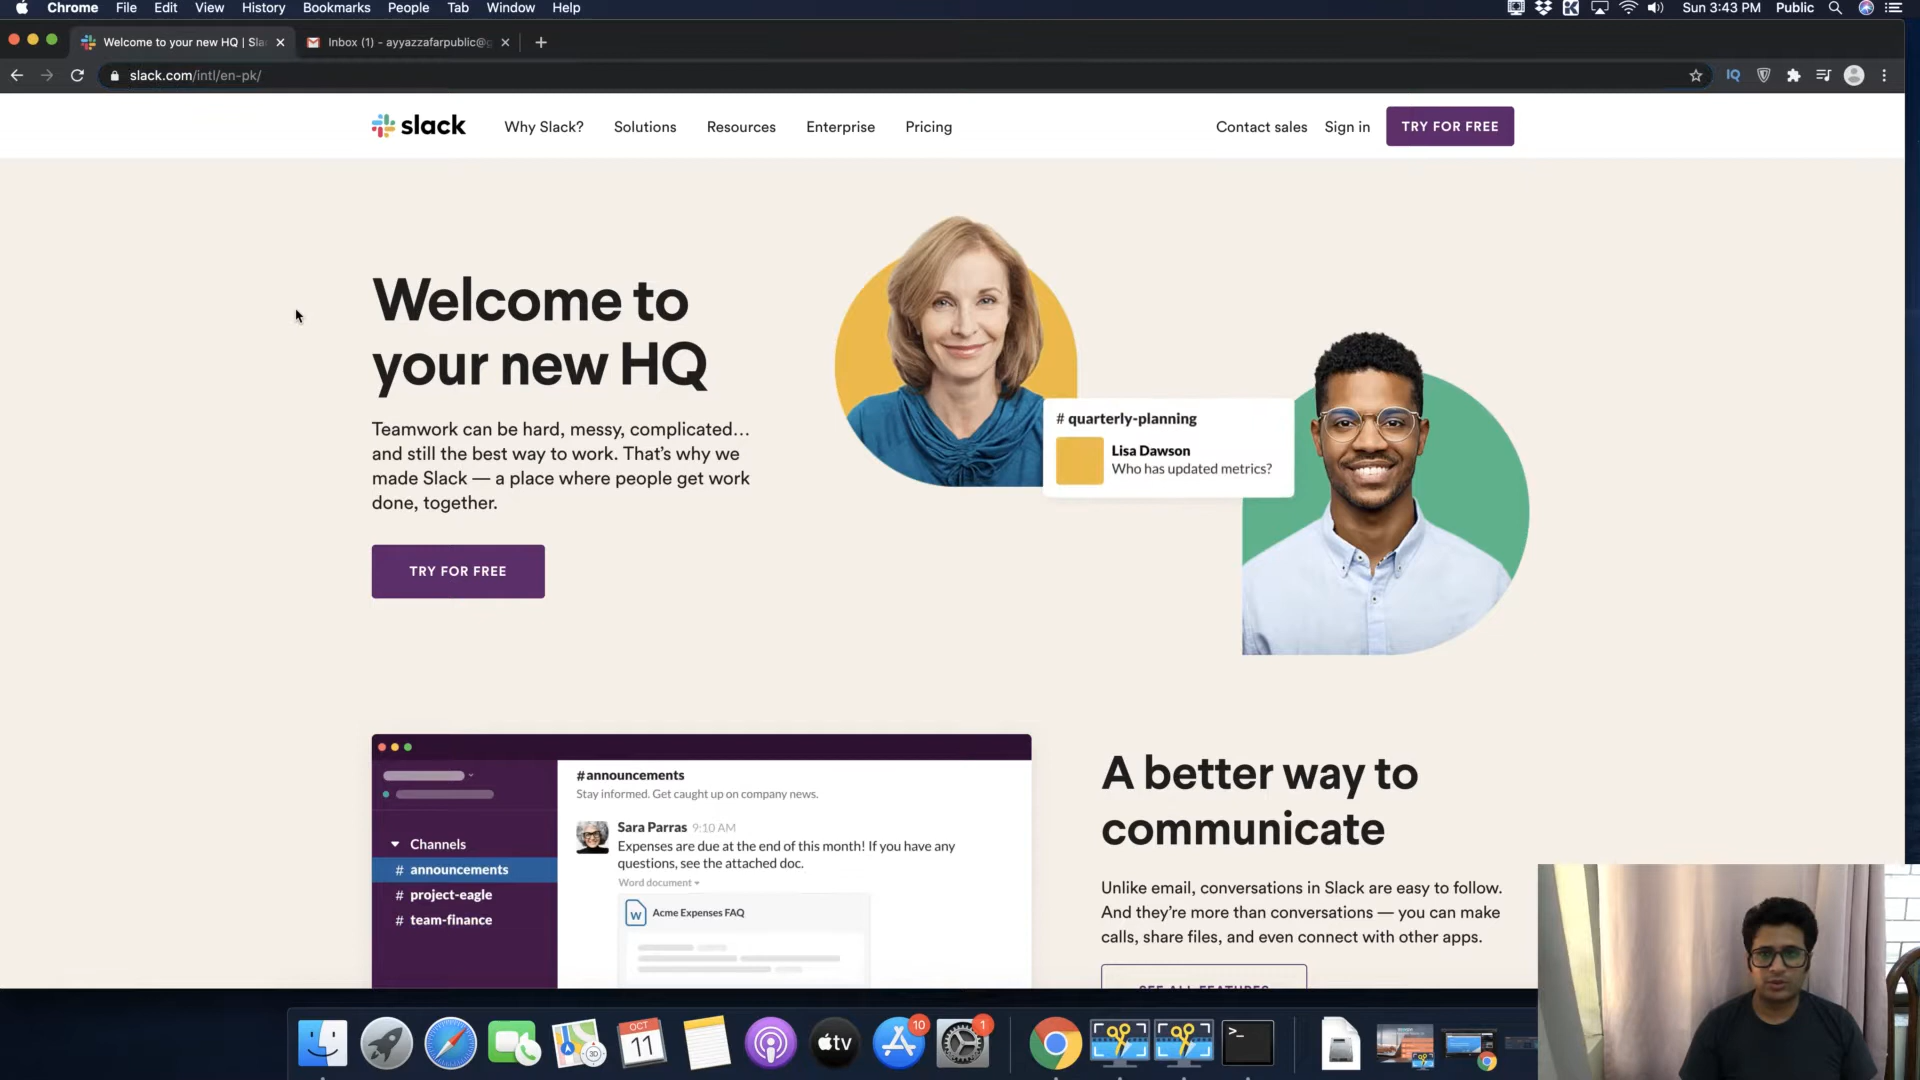 Chrome File Edit View History Bookmarks People Tab Window Help
Sun 3:43 PM Public
Welcome to your new HQ | Sla
Inbox (1) - ayyazzafarpublic@g
slack.com/intl/en-pk/
IQ
slack
Why Slack? Solutions Resources Enterprise Pricing
Contact sales Sign in TRY FOR FREE
Welcome to
your new HQ
Teamwork can be hard, messy, complicated…
and still the best way to work. That’s why we
made Slack — a place where people get work
done, together.
TRY FOR FREE
# quarterly-planning
Lisa Dawson
Who has updated metrics?
#announcements
Stay informed. Get caught up on company news.
Channels
# announcements
# project-eagle
# team-finance
Sara Parras 9:10 AM
Expenses are due at the end of this month! If you have any
questions, see the attached doc.
Word document
W
Acme Expenses FAQ
A better way to
communicate
Unlike email, conversations in Slack are easy to follow.
And they’re more than conversations — you can make
calls, share files, and even connect with other apps.
SEE ALL FEATURES
3D
OCT
11
tv
10
1
>_